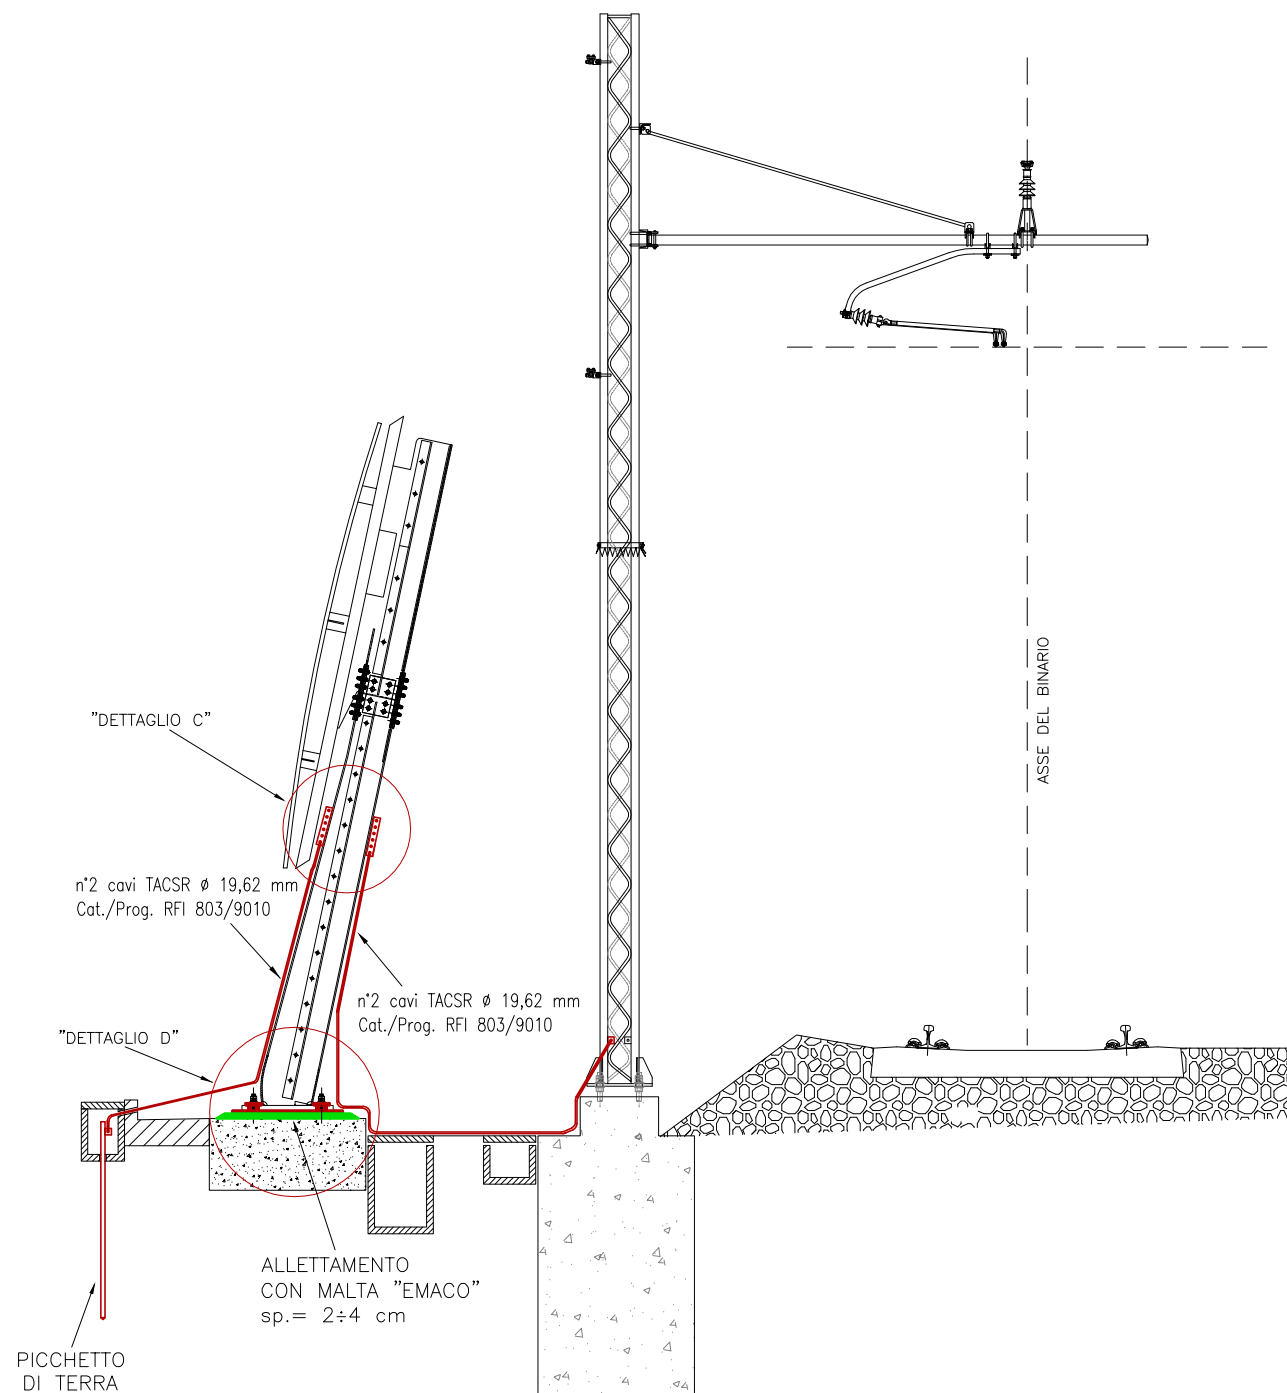 ASSE DEL BINARIO
"DETTAGLIO C"
n°2 cavi TACSR ø 19,62 mm
Cat./Prog. RFI 803/9010
n°2 cavi TACSR ø 19,62 mm
Cat./Prog. RFI 803/9010
"DETTAGLIO D"
ALLETTAMENTO
CON MALTA "EMACO"
sp.= 2÷4 cm
PICCHETTO
DI TERRA